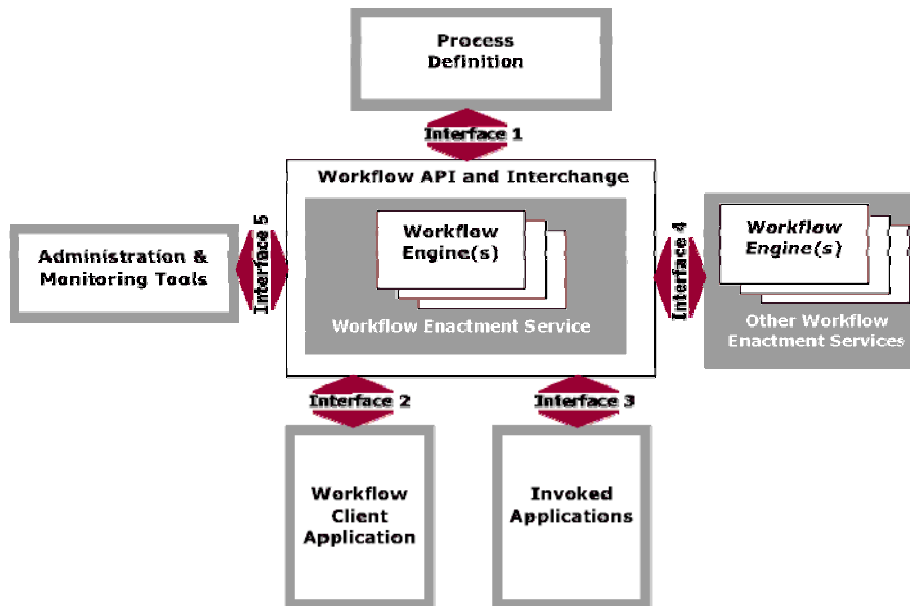 Process
Definition
Interface 1
Workflow API and Interchange
Workflow
Engine(s)
Workflow Enactment Service
Interface 5
Administration &
Monitoring Tools
Interface 4
Workflow
Engine(s)
Other Workflow
Enactment Services
Interface 2
Interface 3
Workflow
Client
Application
Invoked
Applications